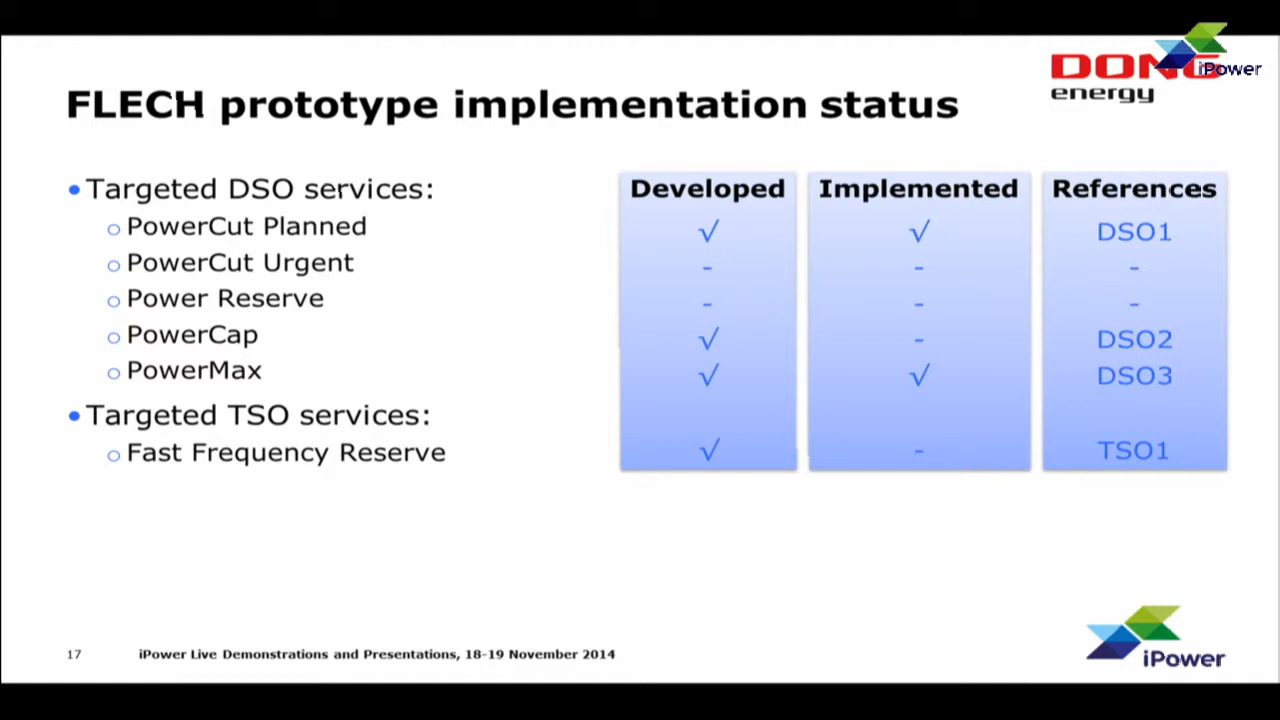 DONG
energy
iPower
FLECH prototype implementation status
Developed Implemented References
• Targeted DSO services:
o PowerCut Planned √ √ DSO1
o PowerCut Urgent - - -
o Power Reserve - - -
o PowerCap √ - DSO2
o PowerMax √ √ DSO3
• Targeted TSO services:
o Fast Frequency Reserve √ - TSO1
17 iPower Live Demonstrations and Presentations, 18-19 November 2014
iPower